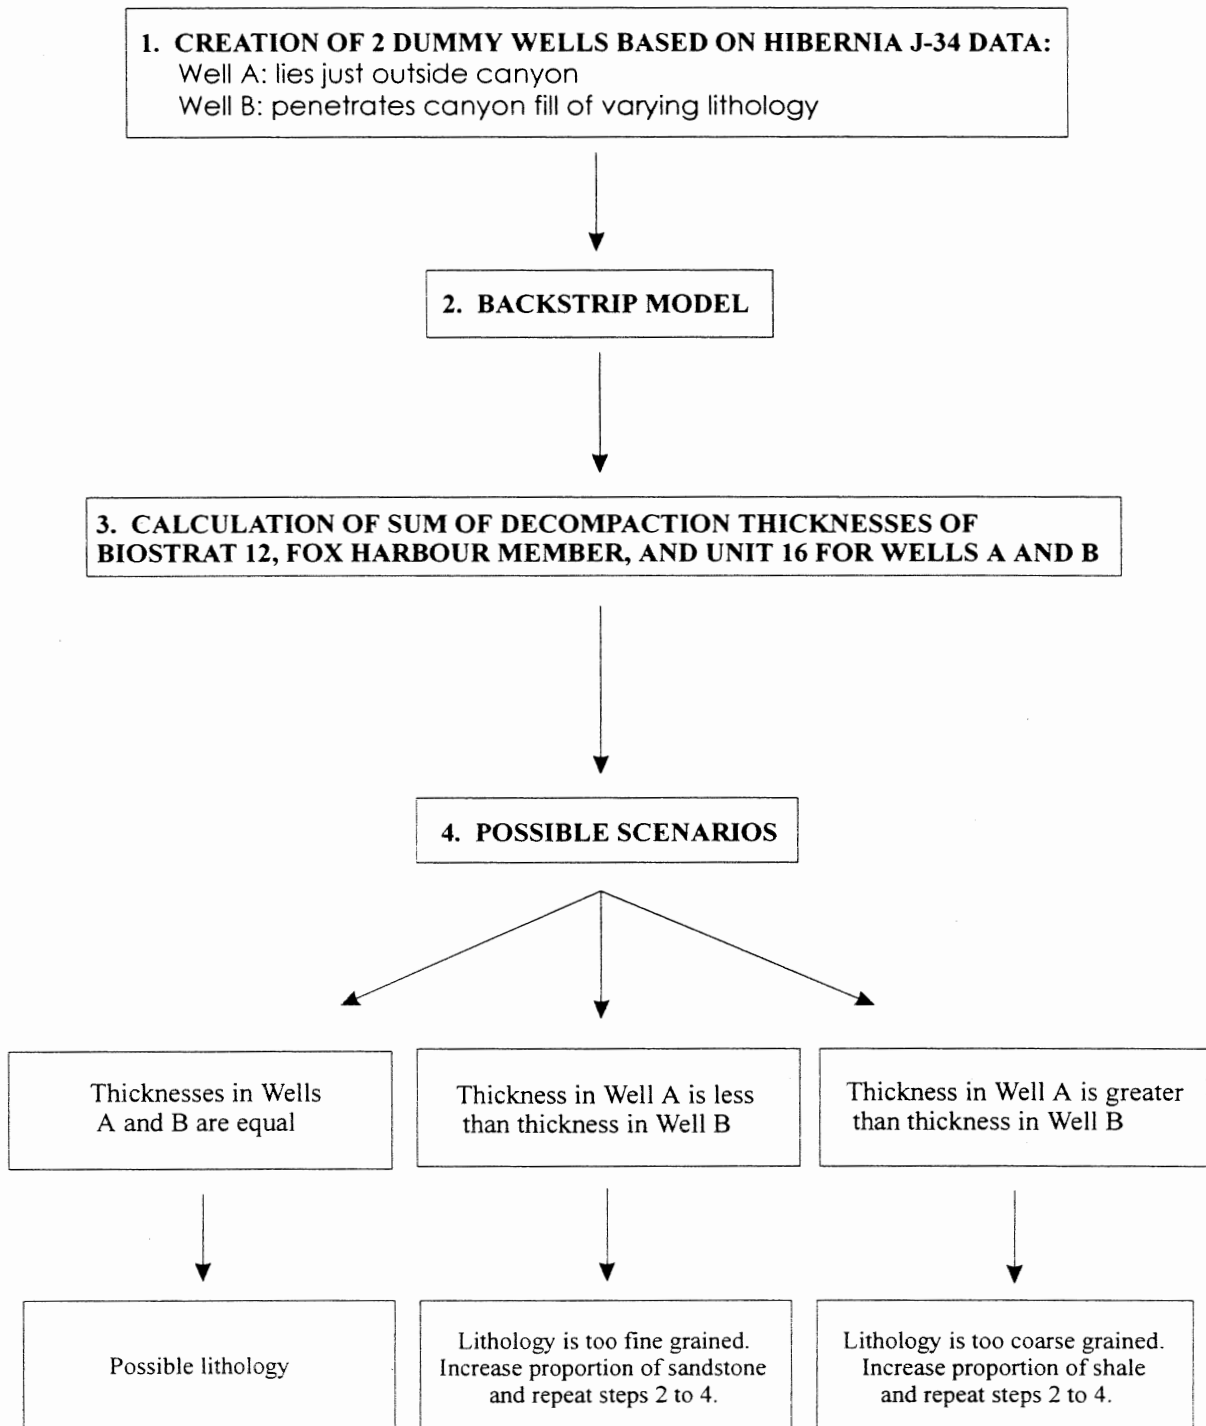 1. CREATION OF 2 DUMMY WELLS BASED ON HIBERNIA J-34 DATA:
Well A: lies just outside canyon
Well B: penetrates canyon fill of varying lithology
2. BACKSTRIP MODEL
3. CALCULATION OF SUM OF DECOMPACTION THICKNESSES OF
BIOSTRAT 12, FOX HARBOUR MEMBER, AND UNIT 16 FOR WELLS A AND B
4. POSSIBLE SCENARIOS
Thicknesses in Wells
A and B are equal
Thickness in Well A is less
than thickness in Well B
Thickness in Well A is greater
than thickness in Well B
Possible lithology
Lithology is too fine grained.
Increase proportion of sandstone
and repeat steps 2 to 4.
Lithology is too coarse grained.
Increase proportion of shale
and repeat steps 2 to 4.